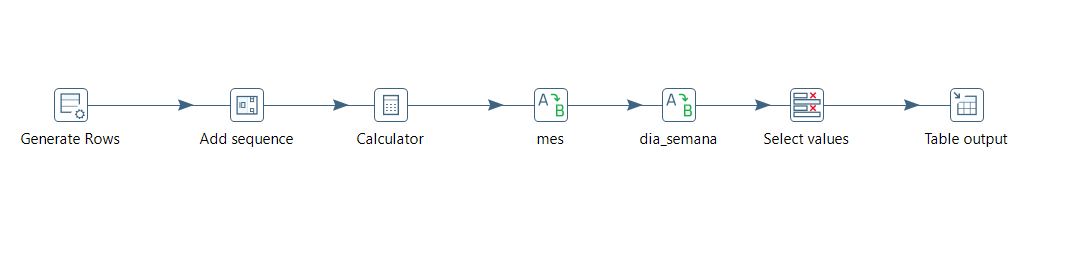 Generate Rows
Add sequence
Calculator
A
B
mes
A
B
dia_semana
Select values
Table output